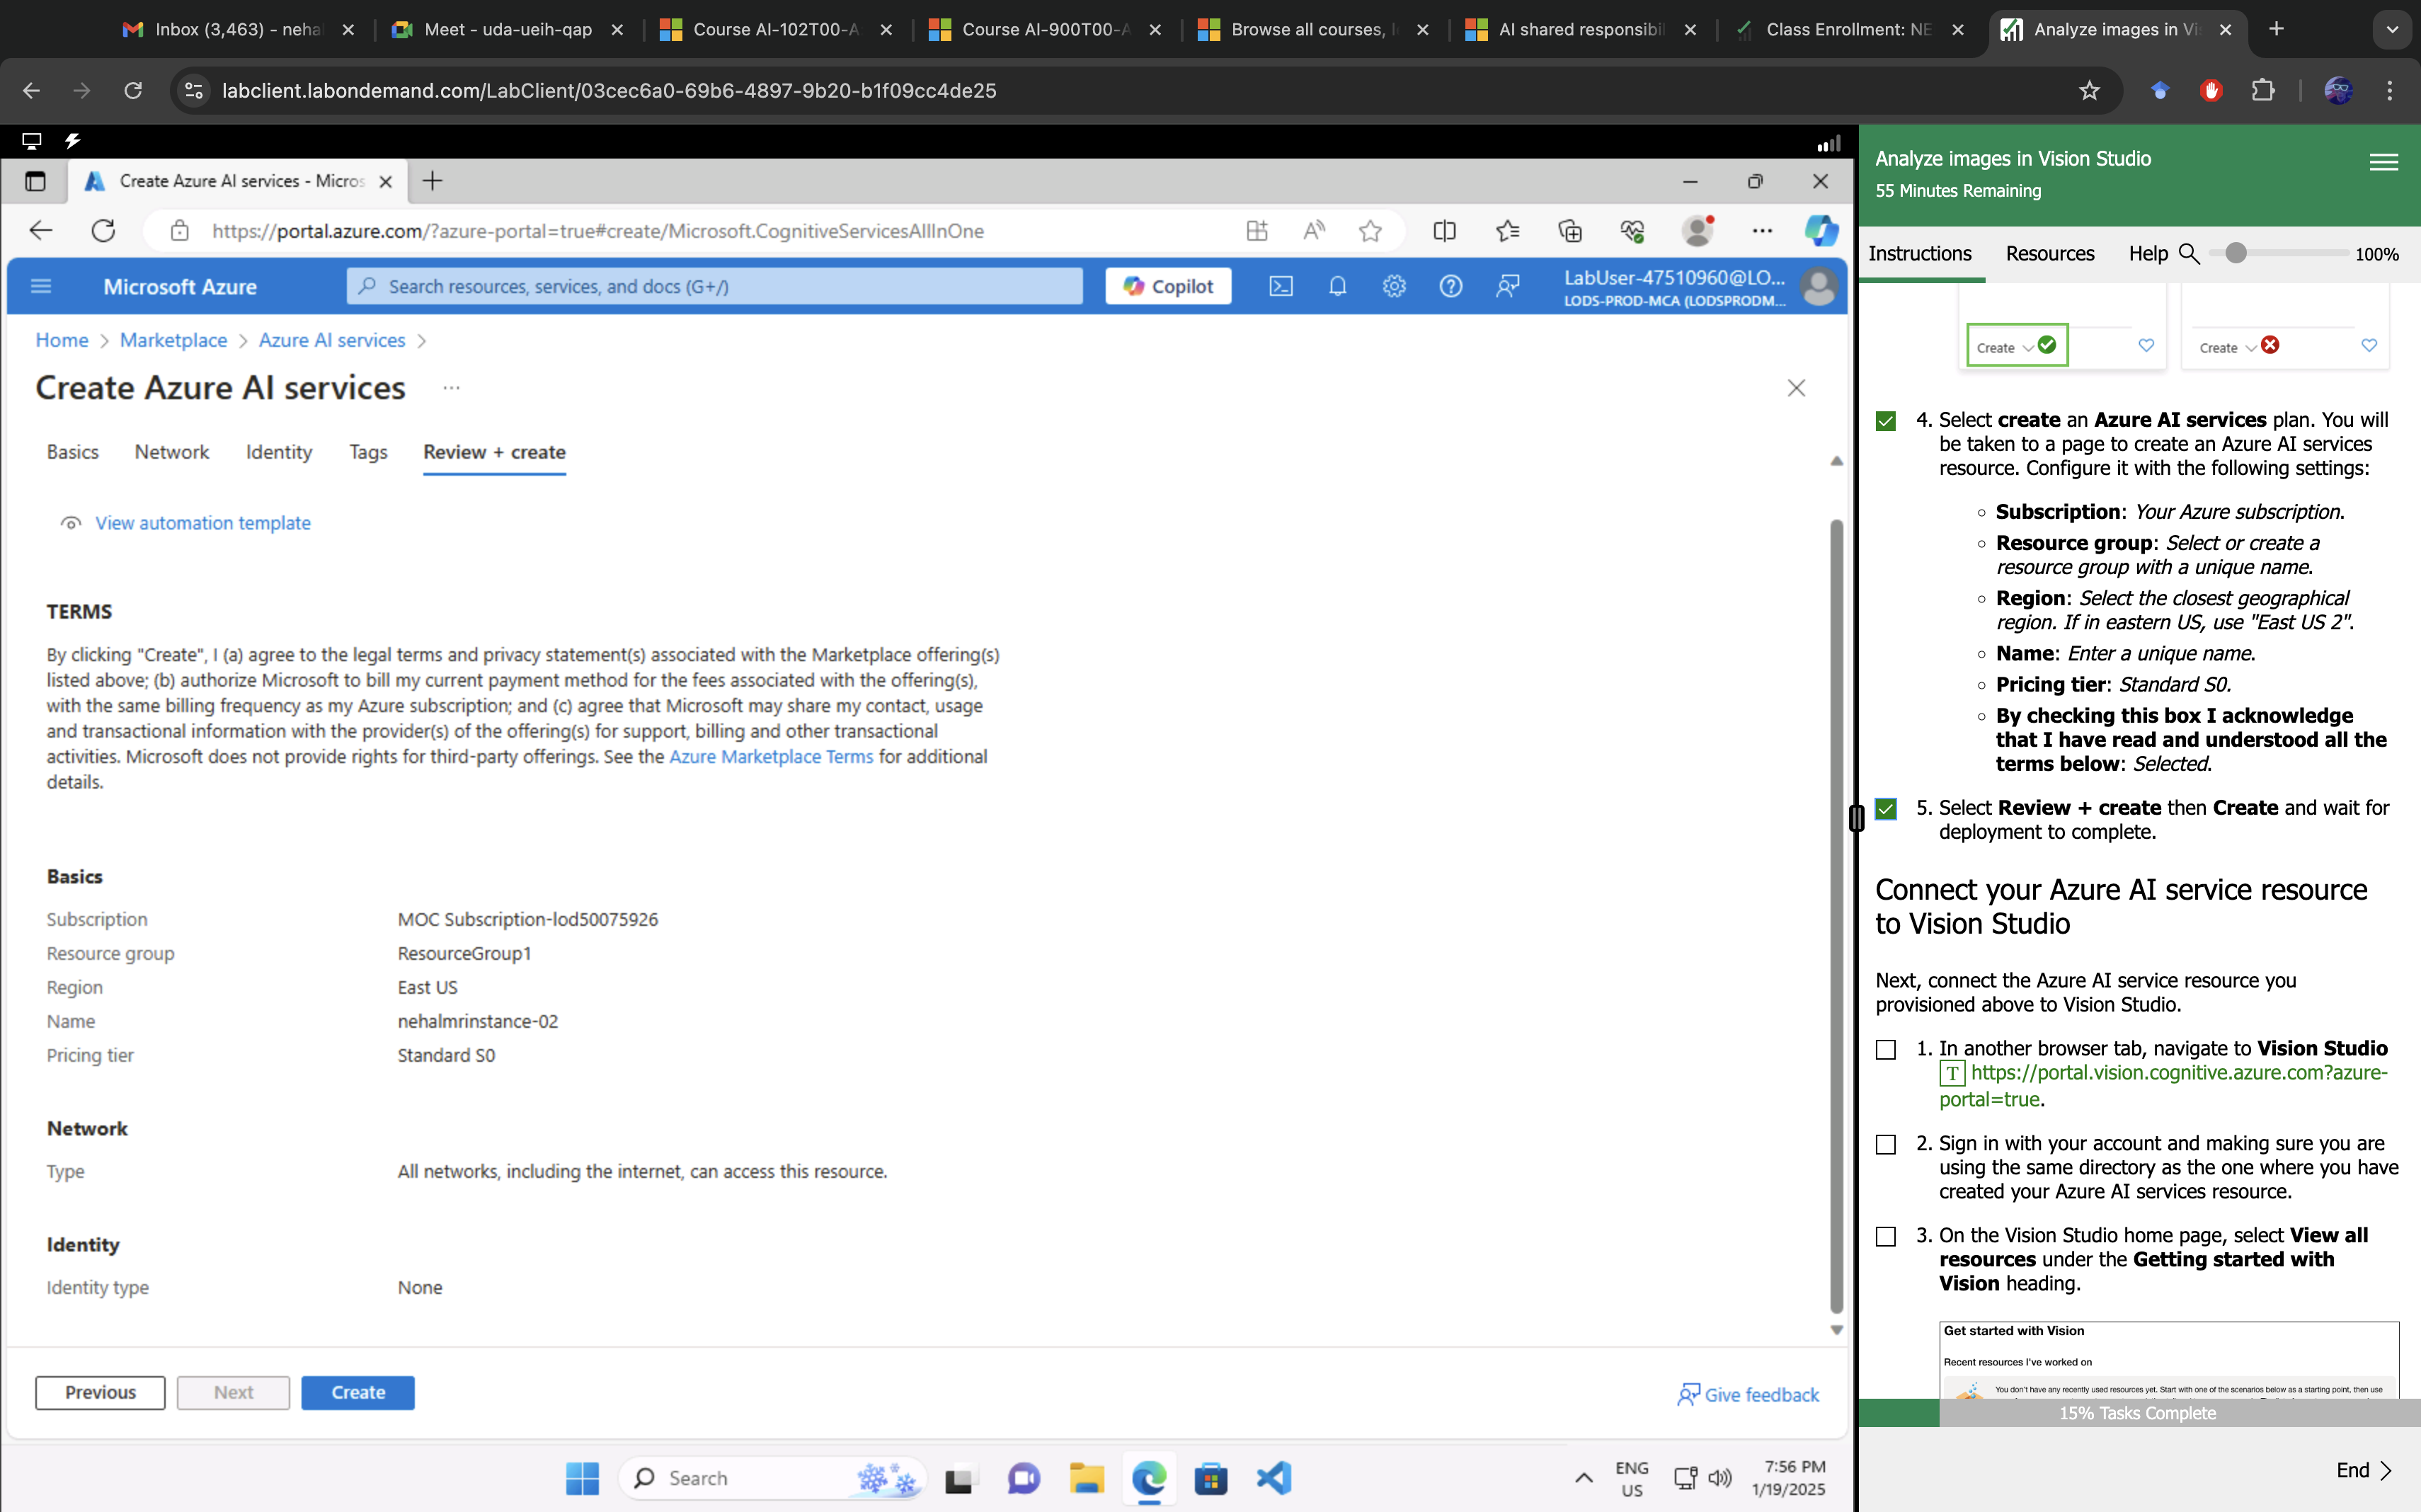 Inbox (3,463) - neha
Meet - uda-ueih-qap
Course AI-102T00-A
Course AI-900T00-A
Browse all courses, l
AI shared responsibil
Class Enrollment: NE
Analyze images in Vi
labclient.labondemand.com/LabClient/03cec6a0-69b6-4897-9b20-b1f09cc4de25
Create Azure AI services - Micros
https://portal.azure.com/?azure-portal=true#create/Microsoft.CognitiveServicesAllInOne
Microsoft Azure
Search resources, services, and docs (G+/)
Copilot
LabUser-47510960@LO...
LODS-PROD-MCA (LODSPRODM...
Home > Marketplace > Azure AI services >
Create Azure AI services ...
Basics Network Identity Tags Review + create
View automation template
TERMS
By clicking "Create", I (a) agree to the legal terms and privacy statement(s) associated with the Marketplace offering(s)
listed above; (b) authorize Microsoft to bill my current payment method for the fees associated with the offering(s),
with the same billing frequency as my Azure subscription; and (c) agree that Microsoft may share my contact, usage
and transactional information with the provider(s) of the offering(s) for support, billing and other transactional
activities. Microsoft does not provide rights for third-party offerings. See the Azure Marketplace Terms for additional
details.
Basics
Subscription MOC Subscription-lod50075926
Resource group ResourceGroup1
Region East US
Name nehalmrinstance-02
Pricing tier Standard S0
Network
Type All networks, including the internet, can access this resource.
Identity
Identity type None
Previous Next Create
Give feedback
Search
ENG
US
7:56 PM
1/19/2025
Analyze images in Vision Studio
55 Minutes Remaining
Instructions Resources Help 100%
Create Create
4. Select create an Azure AI services plan. You will
be taken to a page to create an Azure AI services
resource. Configure it with the following settings:
Subscription: Your Azure subscription.
Resource group: Select or create a
resource group with a unique name.
Region: Select the closest geographical
region. If in eastern US, use "East US 2".
Name: Enter a unique name.
Pricing tier: Standard S0.
By checking this box I acknowledge
that I have read and understood all the
terms below: Selected.
5. Select Review + create then Create and wait for
deployment to complete.
Connect your Azure AI service resource
to Vision Studio
Next, connect the Azure AI service resource you
provisioned above to Vision Studio.
1. In another browser tab, navigate to Vision Studio
T https://portal.vision.cognitive.azure.com?azure-
portal=true.
2. Sign in with your account and making sure you are
using the same directory as the one where you have
created your Azure AI services resource.
3. On the Vision Studio home page, select View all
resources under the Getting started with
Vision heading.
Get started with Vision
Recent resources I've worked on
You don't have any recently used resources yet. Start with one of the scenarios below as a starting point, then use
15% Tasks Complete
End